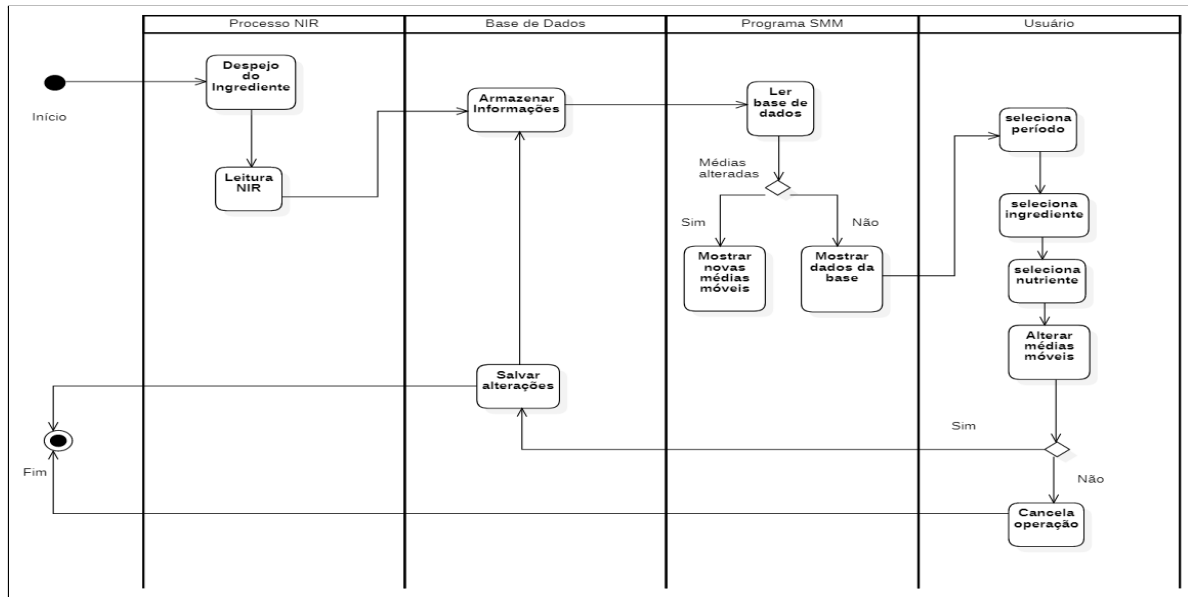 Processo NIR
Base de Dados
Programa SMM
Usuário
Início
Despejo
do
Ingrediente
Leitura
NIR
Armazenar
Informações
Ler
base de
dados
Médias
alteradas
Sim
Não
Mostrar
novas
médias
móveis
Mostrar
dados da
base
seleciona
período
seleciona
ingrediente
seleciona
nutriente
Alterar
médias
móveis
Salvar
alterações
Sim
Não
Cancela
operação
Fim